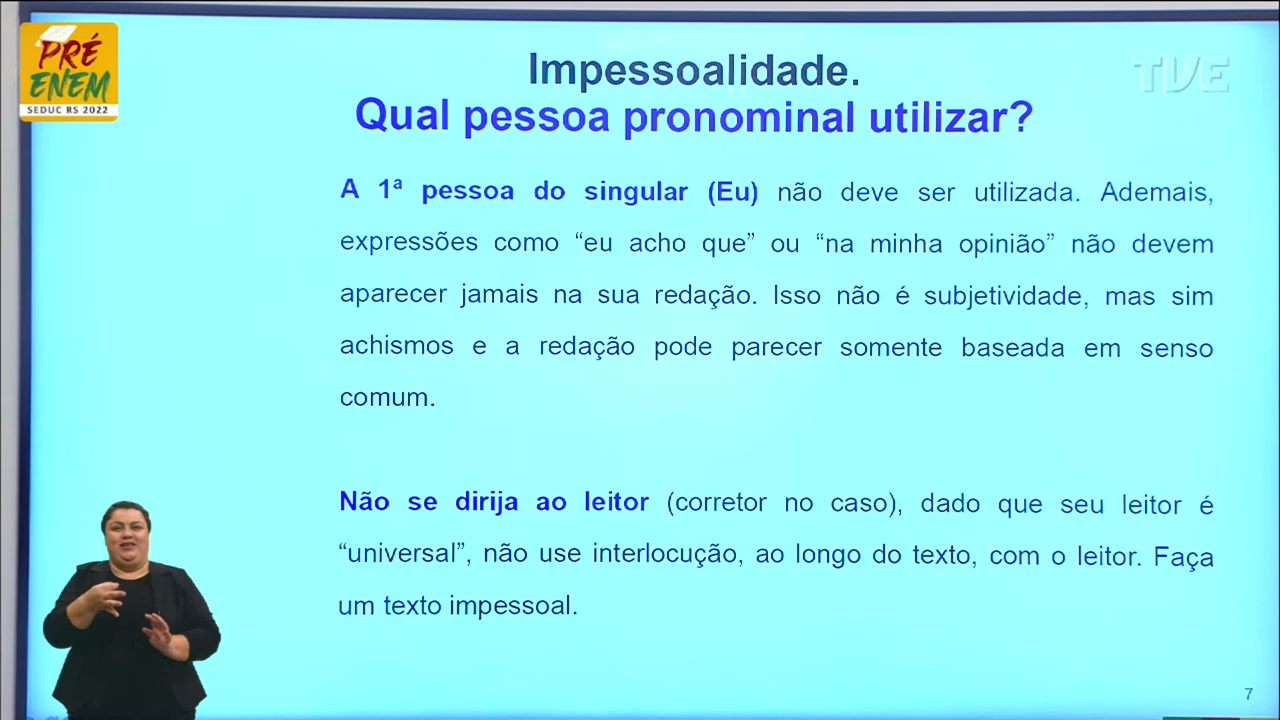 PRÉ
ENEM
SEDUC RS 2022
TVE
Impessoalidade.
Qual pessoa pronominal utilizar?
A 1ª pessoa do singular (Eu) não deve ser utilizada. Ademais,
expressões como “eu acho que” ou “na minha opinião” não devem
aparecer jamais na sua redação. Isso não é subjetividade, mas sim
achismos e a redação pode parecer somente baseada em senso
comum.
Não se dirija ao leitor (corretor no caso), dado que seu leitor é
“universal”, não use interlocução, ao longo do texto, com o leitor. Faça
um texto impessoal.
7